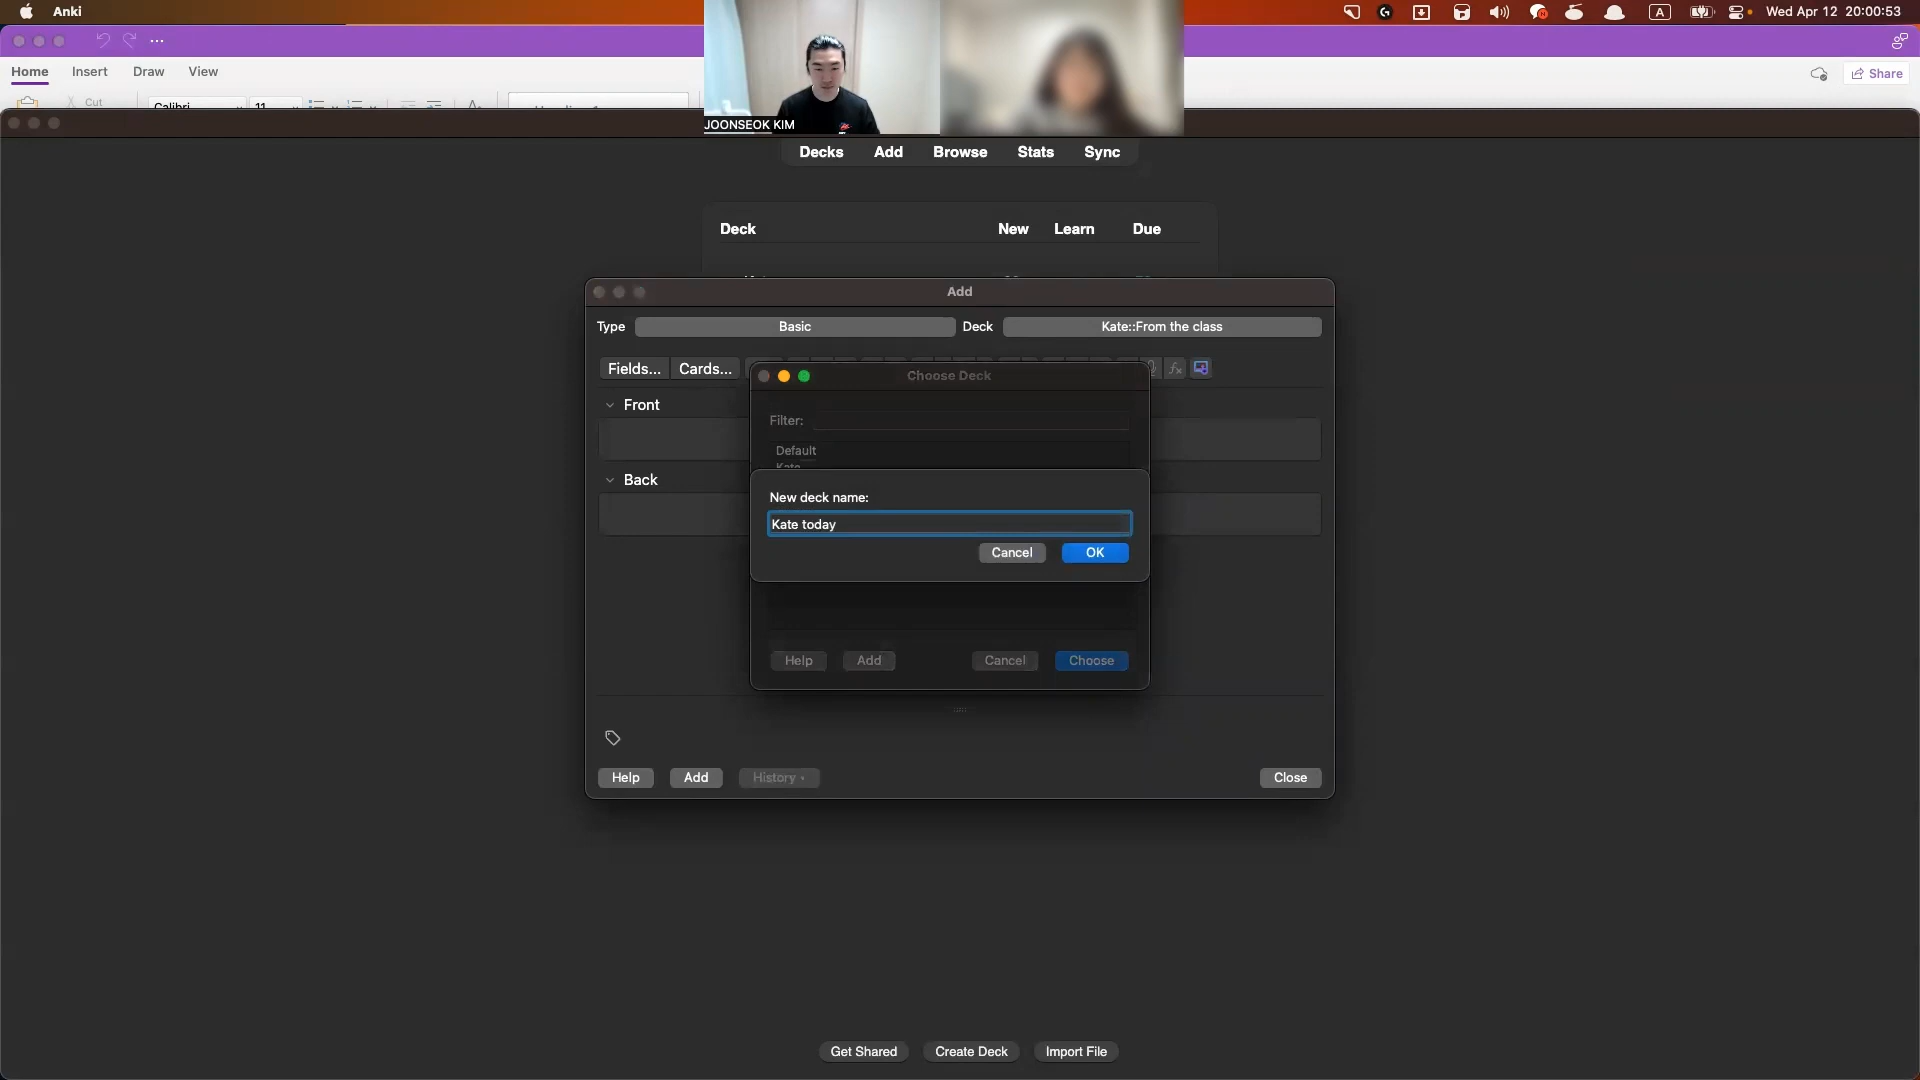 Anki
A
Wed Apr 12 20:00:53
Home
Insert
Draw
View
Share
Cut
Calibri
11
JOONSEOK KIM
Decks
Add
Browse
Stats
Sync
Deck
New
Learn
Due
Add
Type
Basic
Deck
Kate::From the class
Fields...
Cards...
fx
Choose Deck
Front
Filter:
Default
Kate
Back
New deck name:
Kate today
Cancel
OK
Help
Add
Cancel
Choose
Help
Add
History
Close
Get Shared
Create Deck
Import File